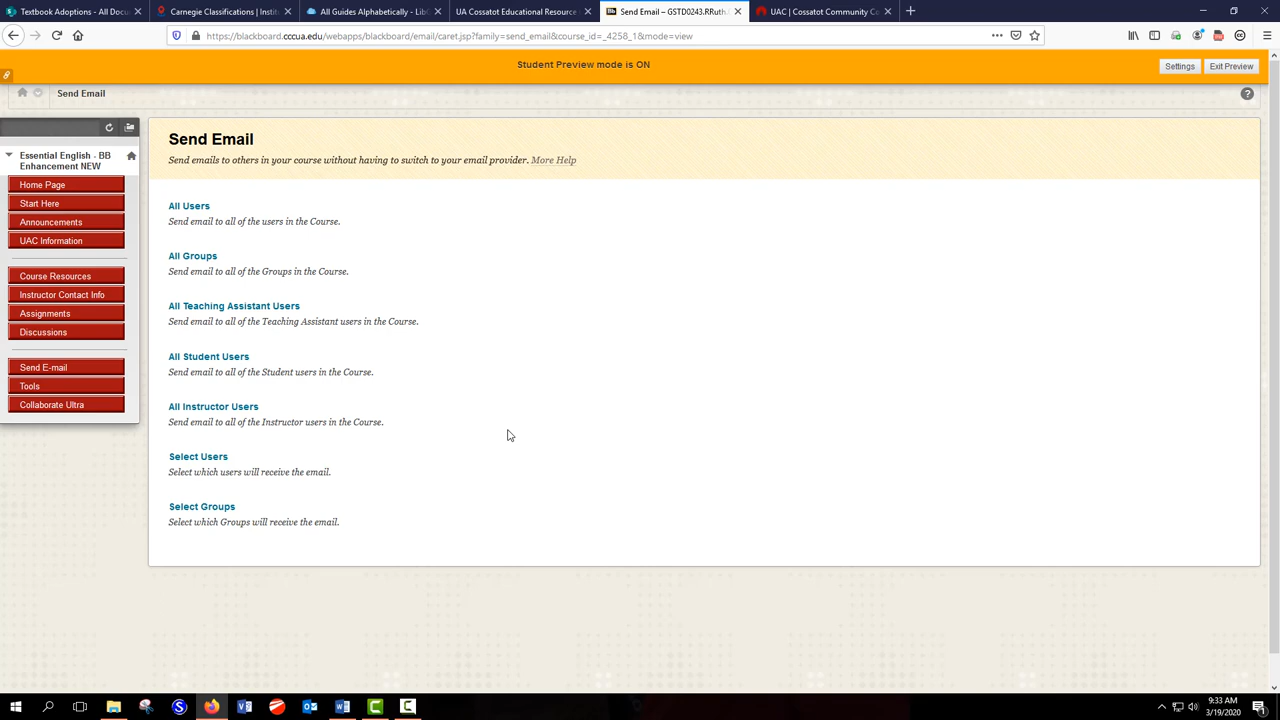 Textbook Adoptions - All Docu
Carnegie Classifications | Instit
All Guides Alphabetically - LibG
UA Cossatot Educational Resource
Bb Send Email – GSTD0243.RRuth
UAC | Cossatot Community Co
https://blackboard.cccua.edu/webapps/blackboard/email/caret.jsp?family=send_email&course_id=_4258_1&mode=view
Student Preview mode is ON
Settings
Exit Preview
Send Email
?
Essential English - BB
Enhancement NEW
Home Page
Start Here
Announcements
UAC Information
Course Resources
Instructor Contact Info
Assignments
Discussions
Send E-mail
Tools
Collaborate Ultra
Send Email
Send emails to others in your course without having to switch to your email provider. More Help
All Users
Send email to all of the users in the Course.
All Groups
Send email to all of the Groups in the Course.
All Teaching Assistant Users
Send email to all of the Teaching Assistant users in the Course.
All Student Users
Send email to all of the Student users in the Course.
All Instructor Users
Send email to all of the Instructor users in the Course.
Select Users
Select which users will receive the email.
Select Groups
Select which Groups will receive the email.
9:33 AM
3/19/2020